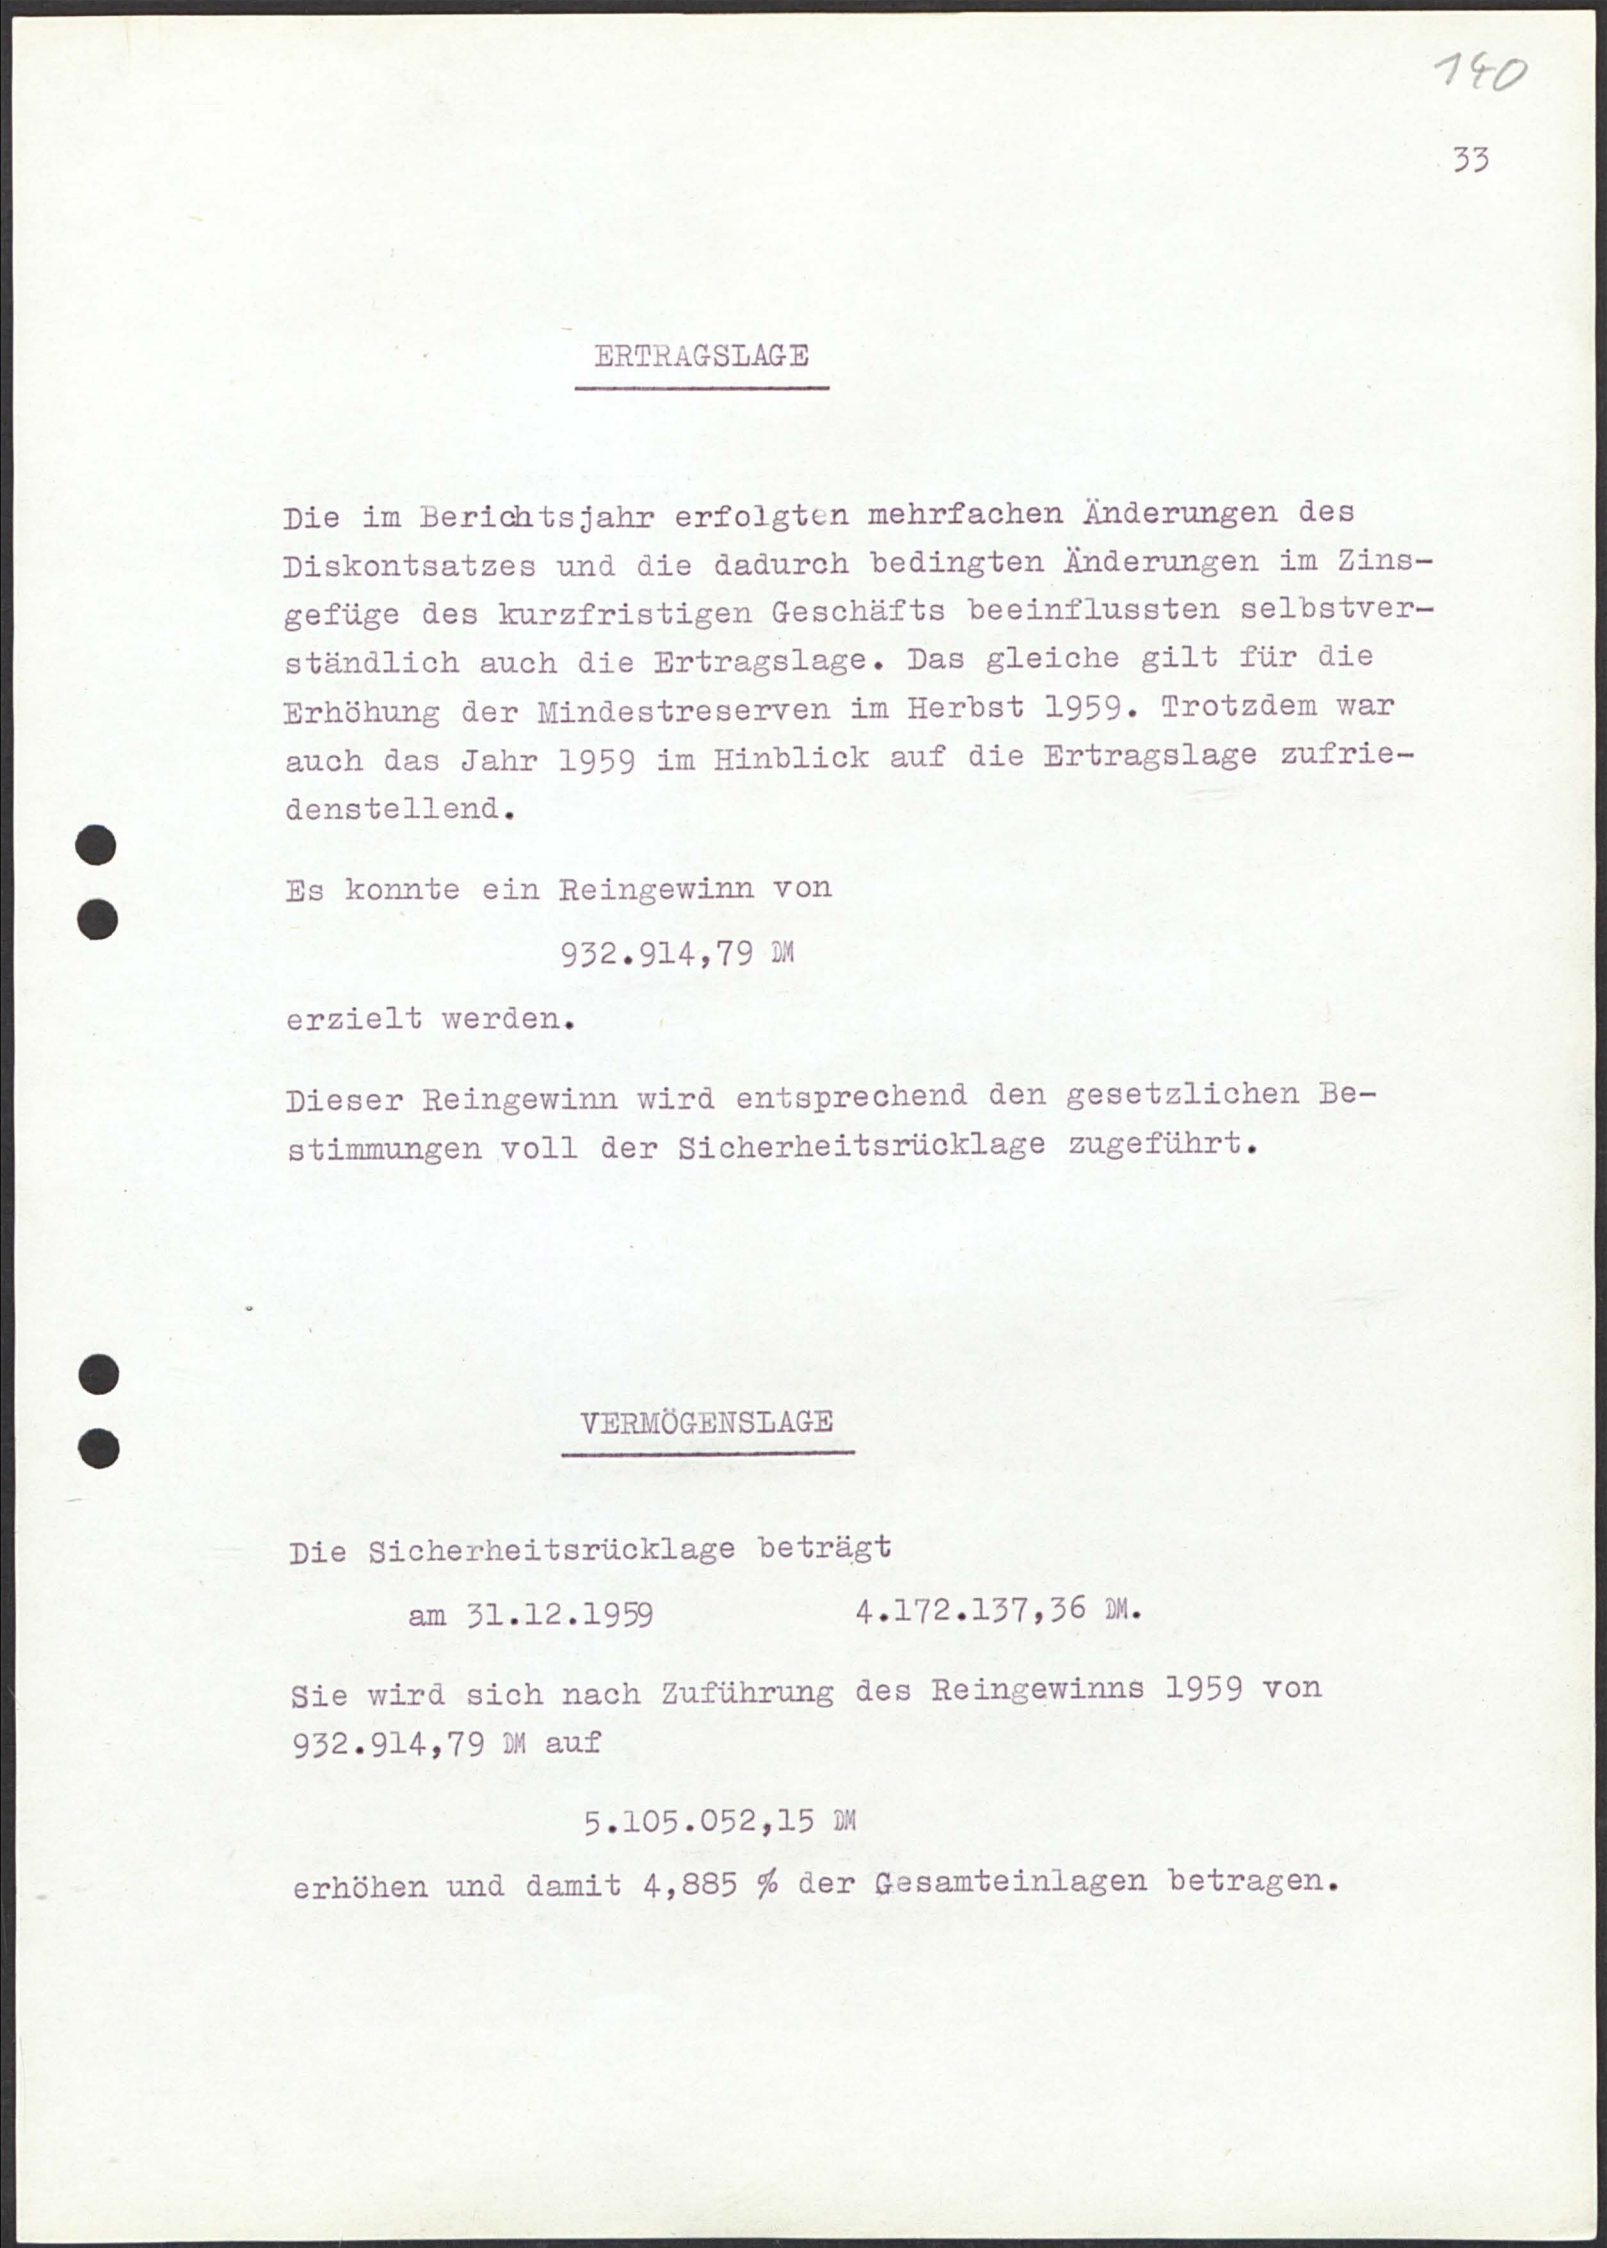 140
33
ERTRAGSLAGE
Die im Berichtsjahr erfolgten mehrfachen Änderungen des
Diskontsatzes und die dadurch bedingten Änderungen im Zins-
gefüge des kurzfristigen Geschäfts beeinflussten selbstver-
ständlich auch die Ertragslage. Das gleiche gilt für die
Erhöhung der Mindestreserven im Herbst 1959. Trotzdem war
auch das Jahr 1959 im Hinblick auf die Ertragslage zufrie-
denstellend.
Es konnte ein Reingewinn von
932.914,79 DM
erzielt werden.
Dieser Reingewinn wird entsprechend den gesetzlichen Be-
stimmungen voll der Sicherheitsrücklage zugeführt.
VERMÖGENSLAGE
Die Sicherheitsrücklage beträgt
am 31.12.1959 4.172.137,36 DM.
Sie wird sich nach Zuführung des Reingewinns 1959 von
932.914,79 DM auf
5.105.052,15 DM
erhöhen und damit 4,885 % der Gesamteinlagen betragen.